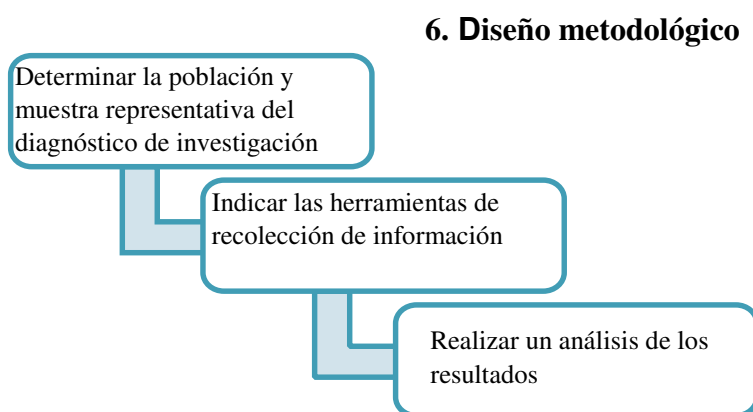 6. Diseño metodológico
Determinar la población y
muestra representativa del
diagnóstico de investigación
Indicar las herramientas de
recolección de información
Realizar un análisis de los
resultados